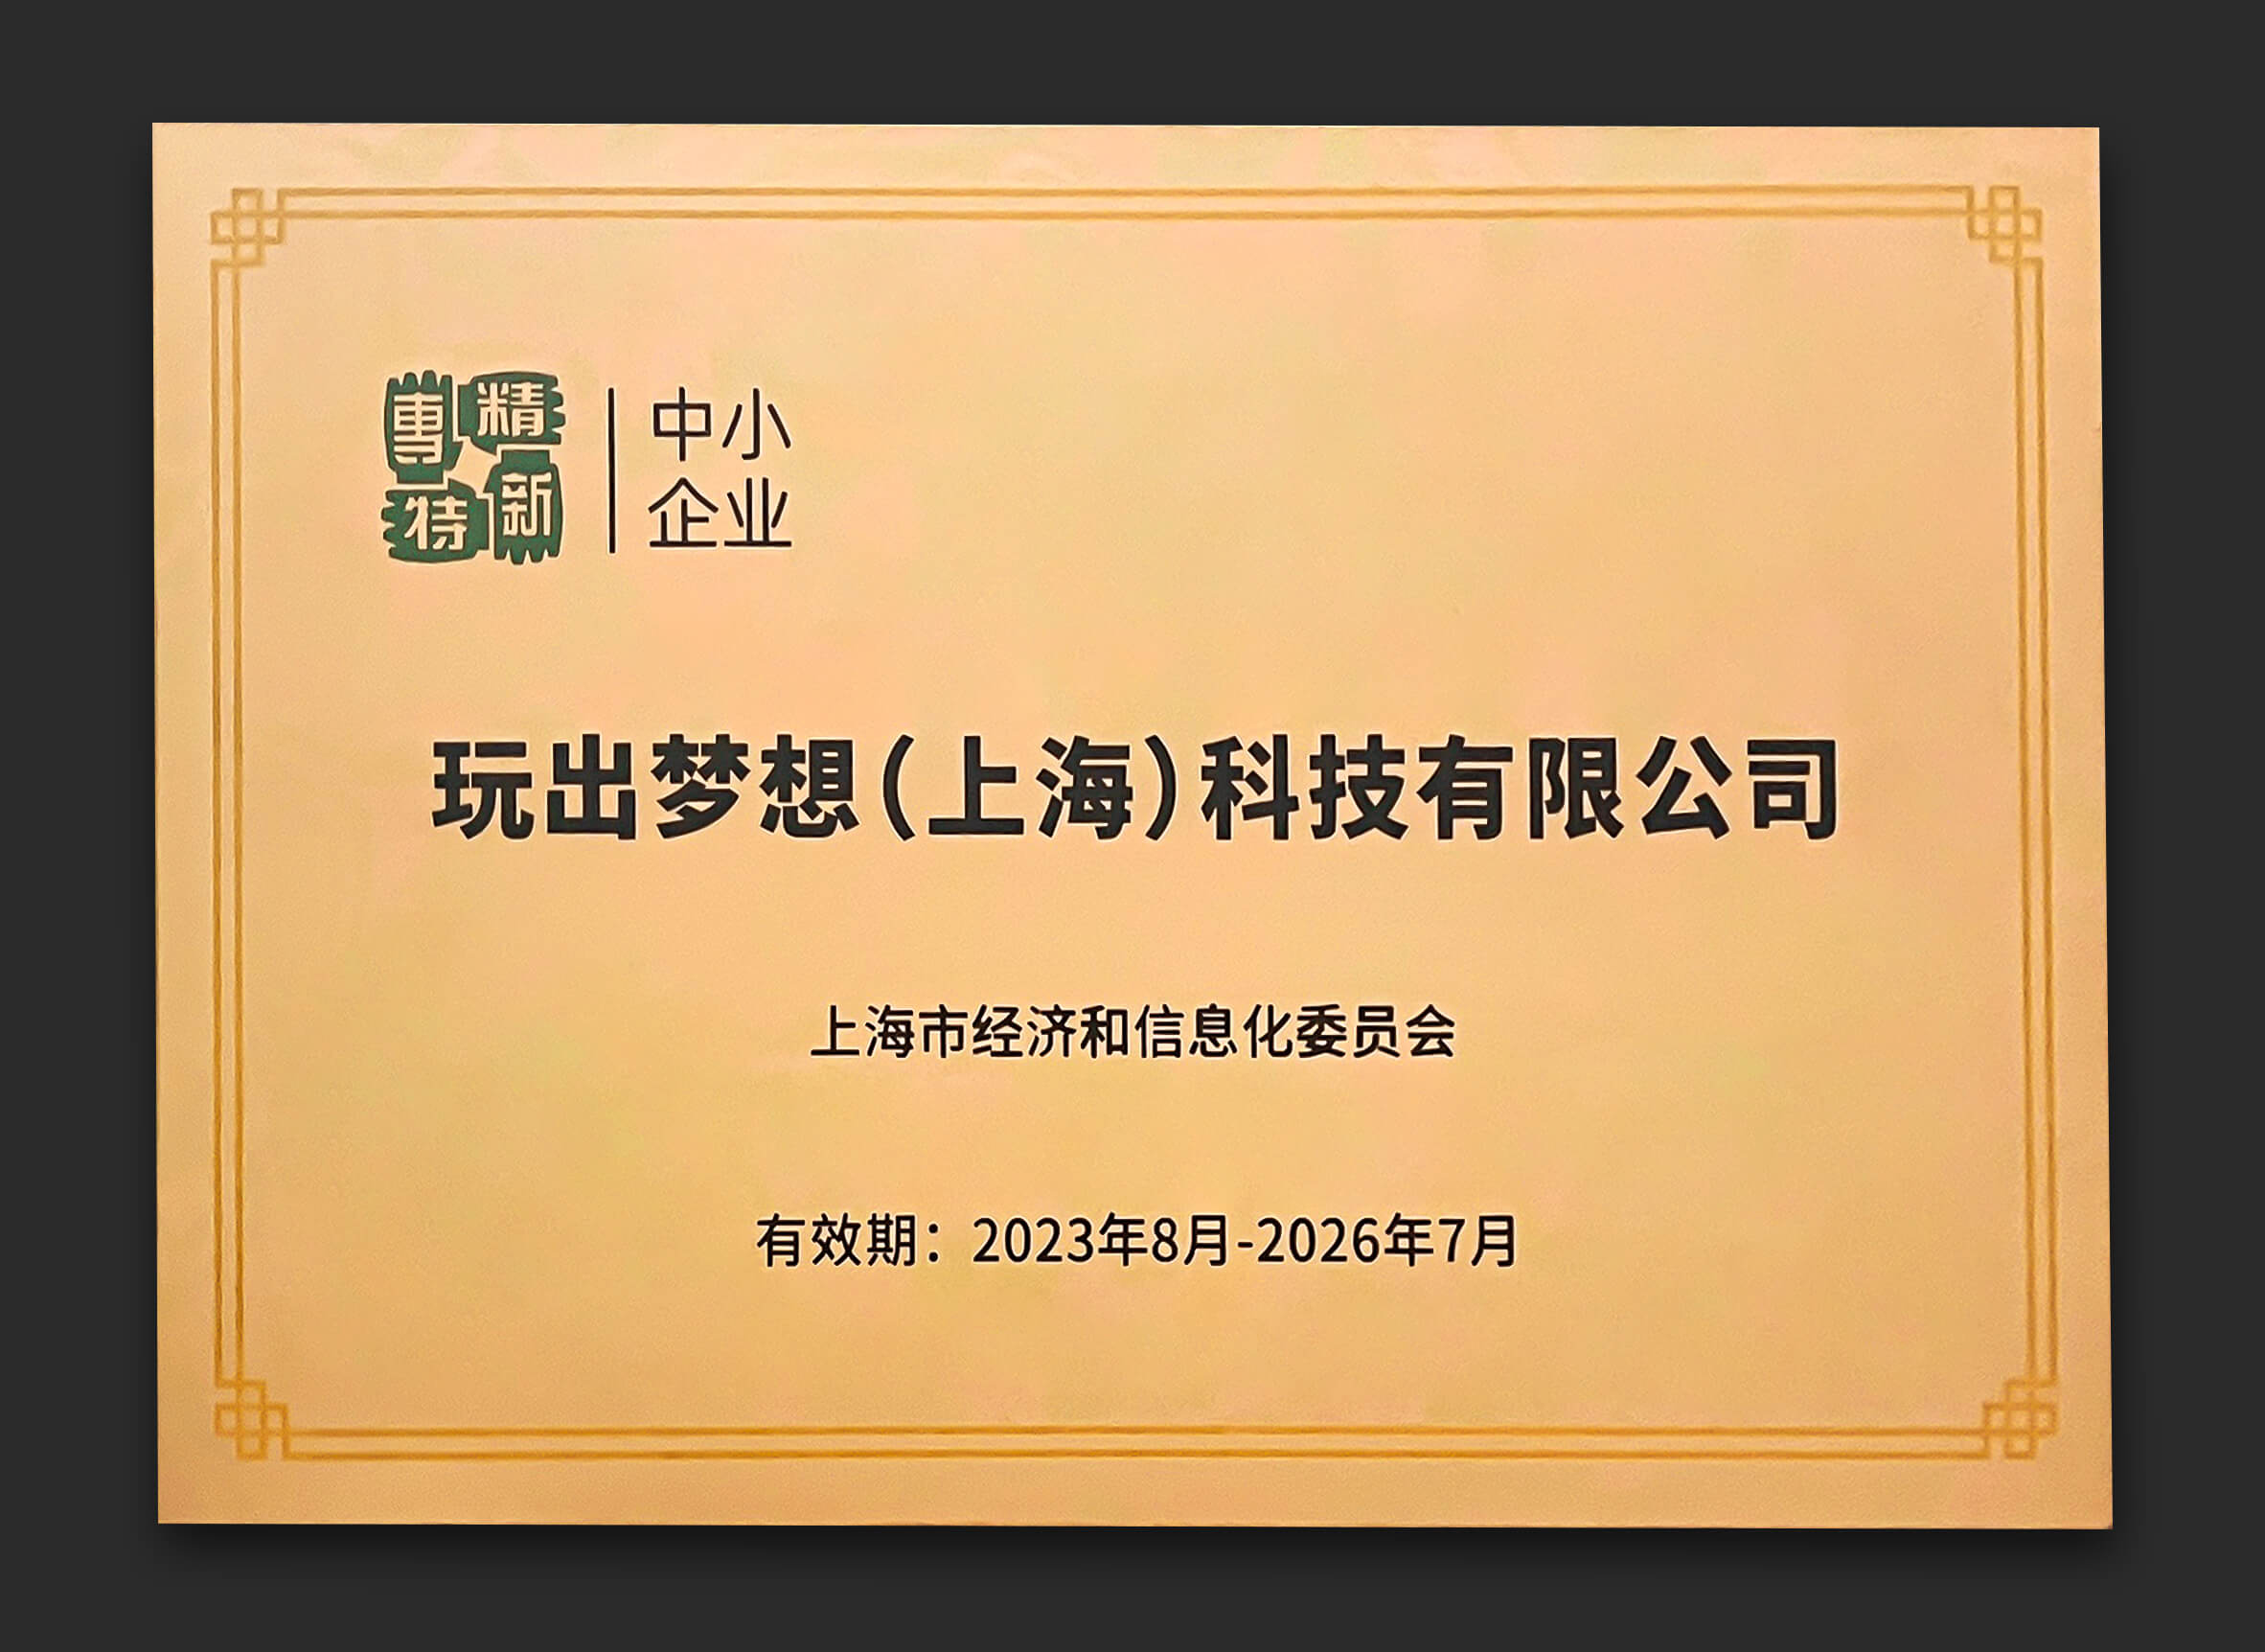 專精
特新
中小
企业
玩出梦想(上海)科技有限公司
上海市经济和信息化委员会
有效期：2023年8月-2026年7月